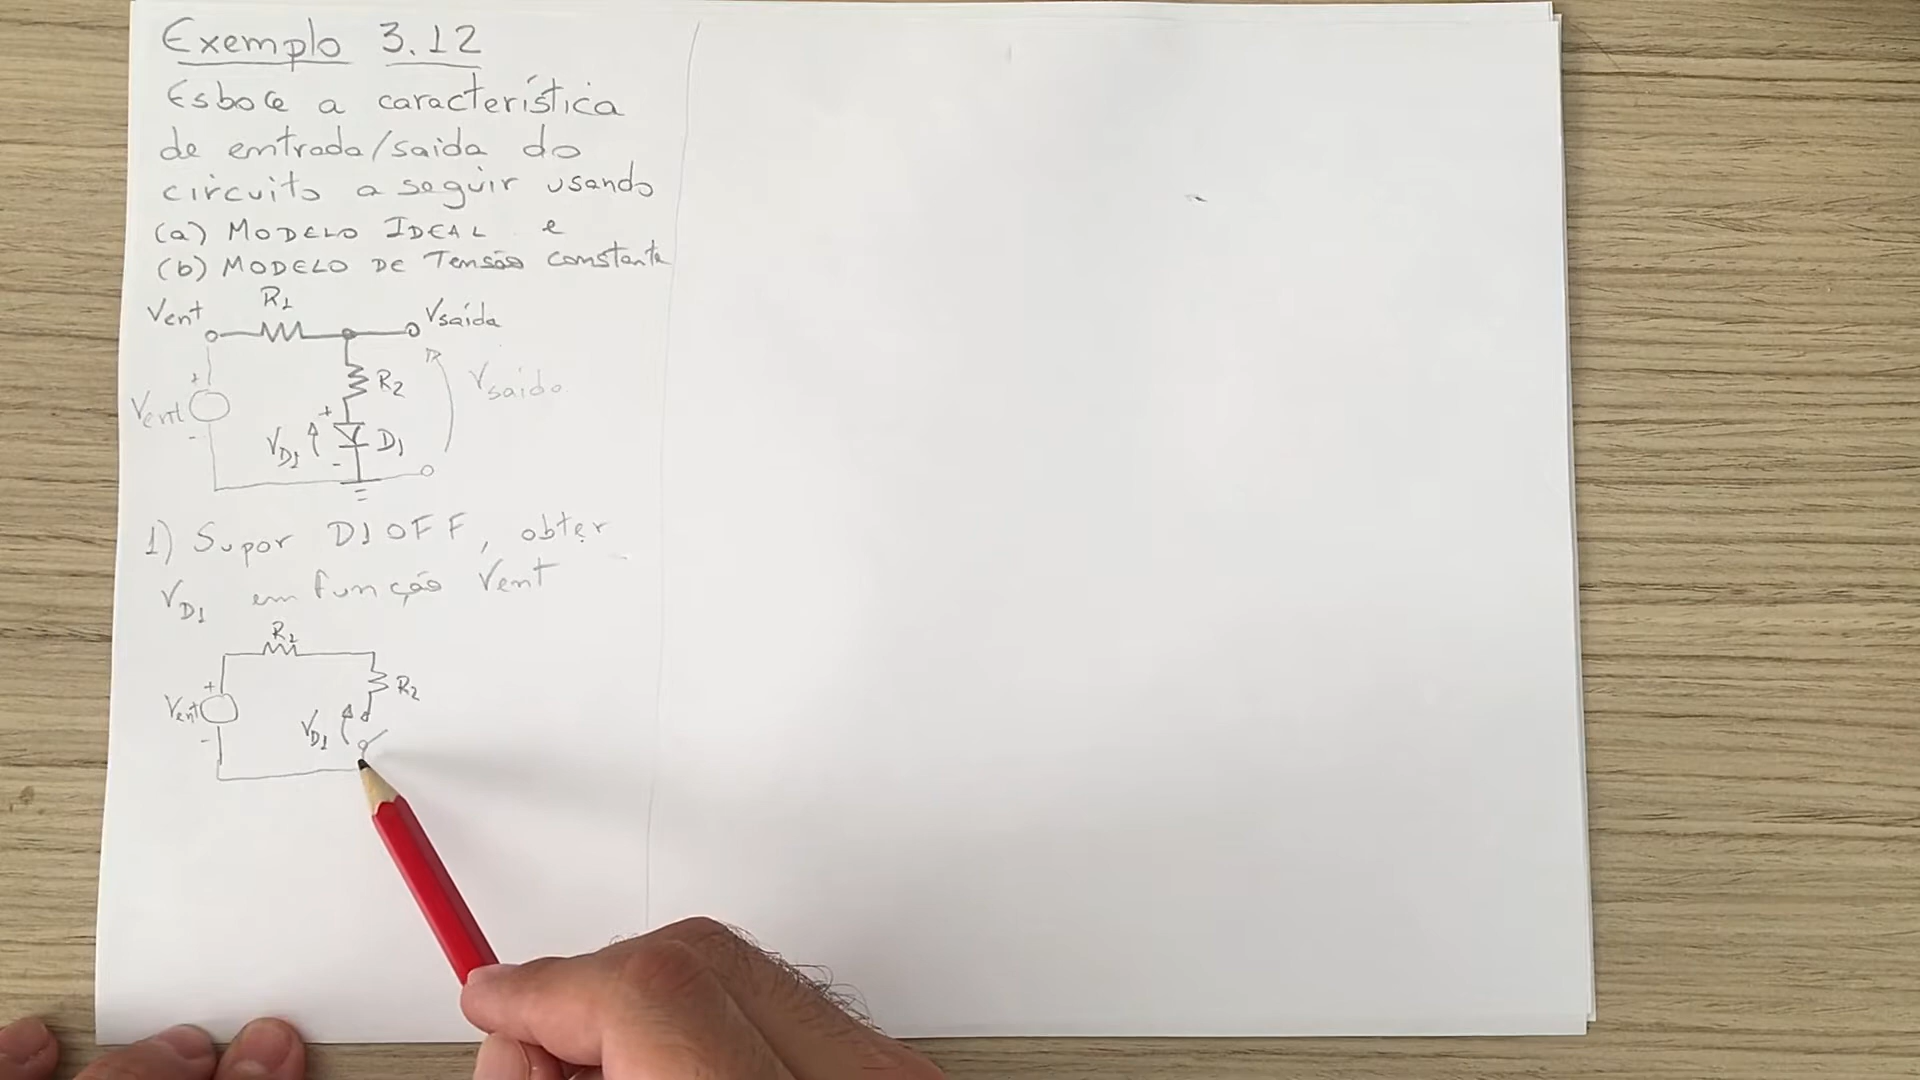 Exemplo 3.12
Esboce a característica
de entrada/saída do
circuito a seguir usando
(a) MODELO IDEAL e
(b) MODELO DE Tensão constante
Vent R1 Vsaída
R2
Vsaída
Vent + -
VD1 + - D1
1) Supor D1 OFF, obter
VD1 em função Vent
R1
R2
Vent + -
VD1